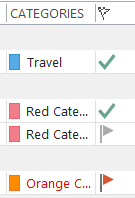 CATEGORIES
Travel
Red Cate...
Red Cate...
Orange C...